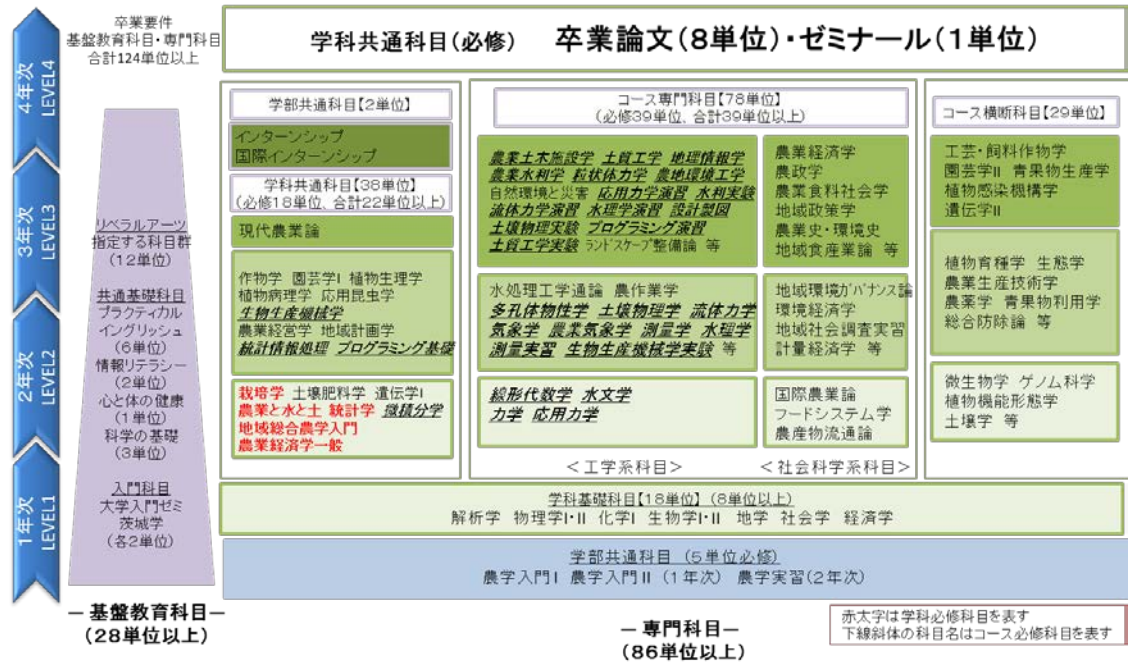 4年次
LEVEL4
3年次
LEVEL3
2年次
LEVEL2
1年次
LEVEL1
卒業要件
基盤教育科目・専門科目
合計124単位以上
リベラルアーツ
指定する科目群
(12単位)
共通基礎科目
プラクティカル
イングリッシュ
(6単位)
情報リテラシー
(2単位)
心と体の健康
(1単位)
科学の基礎
(3単位)
入門科目
大学入門ゼミ
茨城学
(各2単位)
― 基盤教育科目―
(28単位以上)
学科共通科目(必修) 卒業論文(8単位)・ゼミナール(1単位)
学部共通科目【2単位】
インターンシップ
国際インターンシップ
学科共通科目【38単位】
(必修18単位、合計22単位以上)
現代農業論
作物学 園芸学I 植物生理学
植物病理学 応用昆虫学
生物生産機械学
農業経営学 地域計画学
統計情報処理 プログラミング基礎
栽培学 土壌肥料学 遺伝学I
農業と水と土 統計学 微積分学
地域総合農学入門
農業経済学一般
コース専門科目【78単位】
(必修39単位、合計39単位以上)
農業土木施設学 土質工学 地理情報学
農業水利学 粒状体力学 農地環境工学
自然環境と災害 応用力学演習 水利実験
流体力学演習 水理学演習 設計製図
土壌物理実験 プログラミング演習
土質工学実験 ランドスケープ整備論 等
水処理工学通論 農作業学
多孔体物性学 土壌物理学 流体力学
気象学 農業気象学 測量学 水理学
測量実習 生物生産機械学実験 等
線形代数学 水文学
力学 応用力学
<工学系科目>
農業経済学
農政学
農業食料社会学
地域政策学
農業史・環境史
地域食産業論 等
地域環境ガバナンス論
環境経済学
地域社会調査実習
計量経済学 等
国際農業論
フードシステム学
農産物流通論
<社会科学系科目>
コース横断科目【29単位】
工芸・飼料作物学
園芸学II 青果物生産学
植物感染機構学
遺伝学II
植物育種学 生態学
農業生産技術学
農薬学 青果物利用学
総合防除論 等
微生物学 ゲノム科学
植物機能形態学
土壌学 等
学科基礎科目【18単位】(8単位以上)
解析学 物理学I・II 化学I 生物学I・II 地学 社会学 経済学
学部共通科目 (5単位必修)
農学入門I 農学入門II (1年次) 農学実習(2年次)
― 専門科目―
(86単位以上)
赤太字は学科必修科目を表す
下線斜体の科目名はコース必修科目を表す